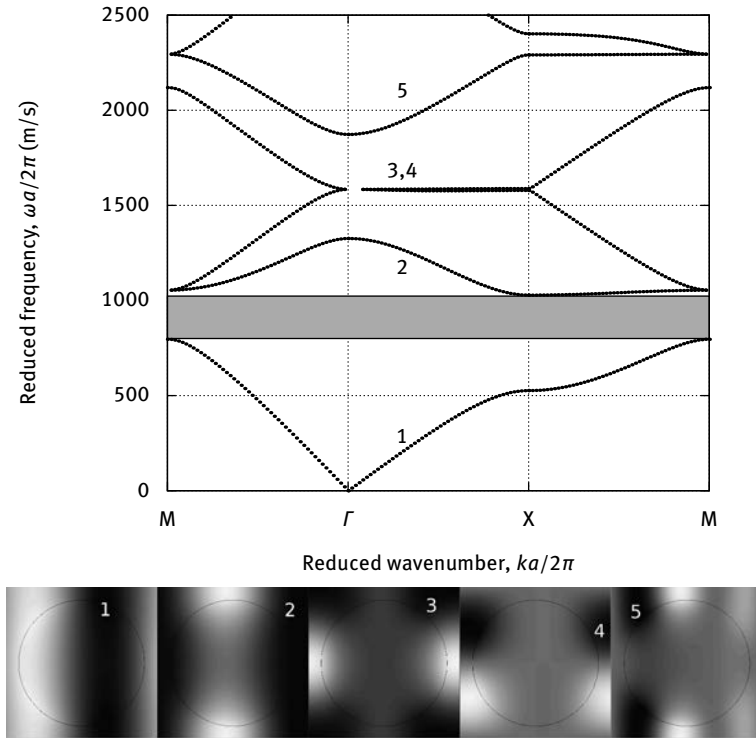 2500
2000
1500
1000
500
0
Reduced frequency, ωa/2π (m/s)
5
3,4
2
1
M Γ X M
Reduced wavenumber, ka/2π
1 2 3 4 5